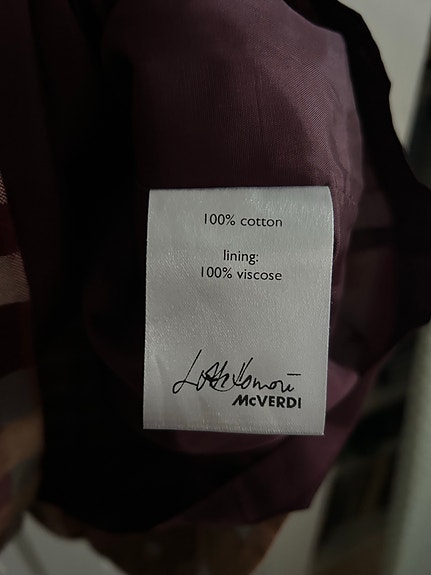 100% cotton
lining:
100% viscose
McVERDI